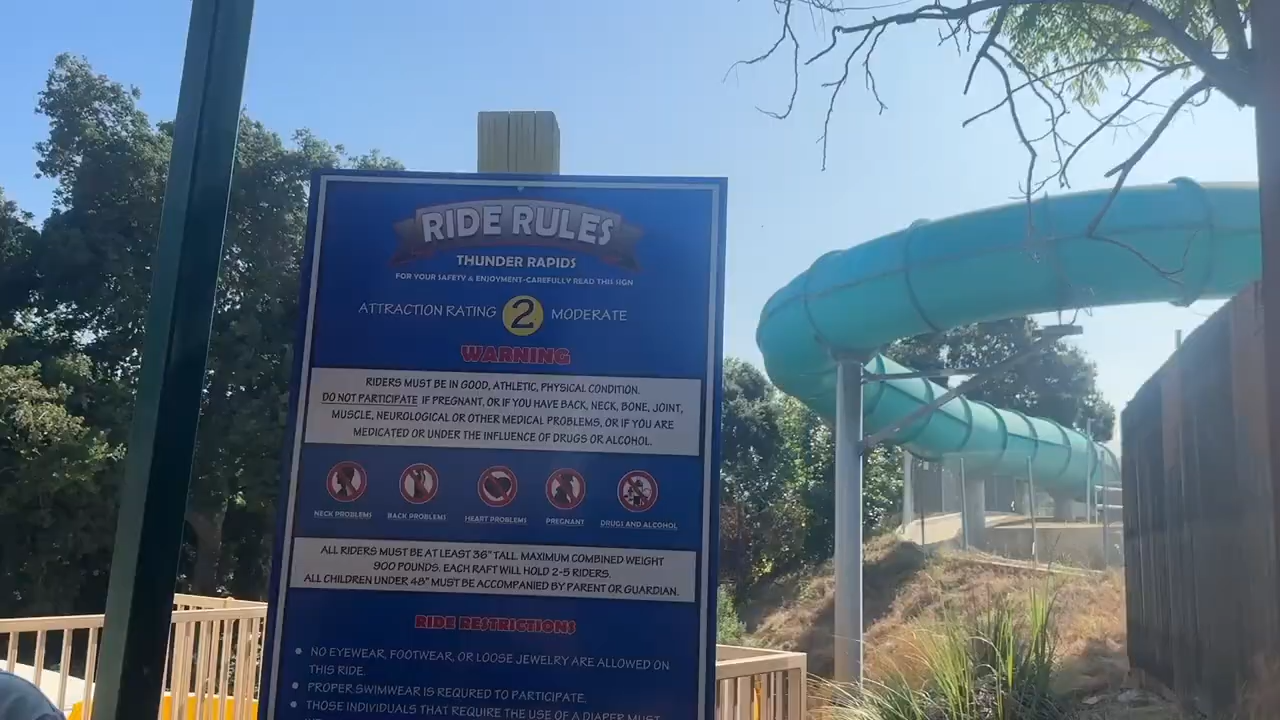 RIDE RULES
THUNDER RAPIDS
FOR YOUR SAFETY & ENJOYMENT-CAREFULLY READ THIS SIGN
ATTRACTION RATING 2 MODERATE
WARNING
RIDERS MUST BE IN GOOD, ATHLETIC, PHYSICAL CONDITION.
DO NOT PARTICIPATE IF PREGNANT, OR IF YOU HAVE BACK, NECK, BONE, JOINT,
MUSCLE, NEUROLOGICAL OR OTHER MEDICAL PROBLEMS, OR IF YOU ARE
MEDICATED OR UNDER THE INFLUENCE OF DRUGS OR ALCOHOL.
NECK PROBLEMS BACK PROBLEMS HEART PROBLEMS PREGNANT DRUGS AND ALCOHOL
ALL RIDERS MUST BE AT LEAST 36" TALL. MAXIMUM COMBINED WEIGHT
900 POUNDS. EACH RAFT WILL HOLD 2-5 RIDERS.
ALL CHILDREN UNDER 48" MUST BE ACCOMPANIED BY PARENT OR GUARDIAN.
RIDE RESTRICTIONS
• NO EYEWEAR, FOOTWEAR, OR LOOSE JEWELRY ARE ALLOWED ON
THIS RIDE.
• PROPER SWIMWEAR IS REQURED TO PARTICIPATE.
• THOSE INDIVIDUALS THAT REQUIRE THE USE OF A DIAPER MUST